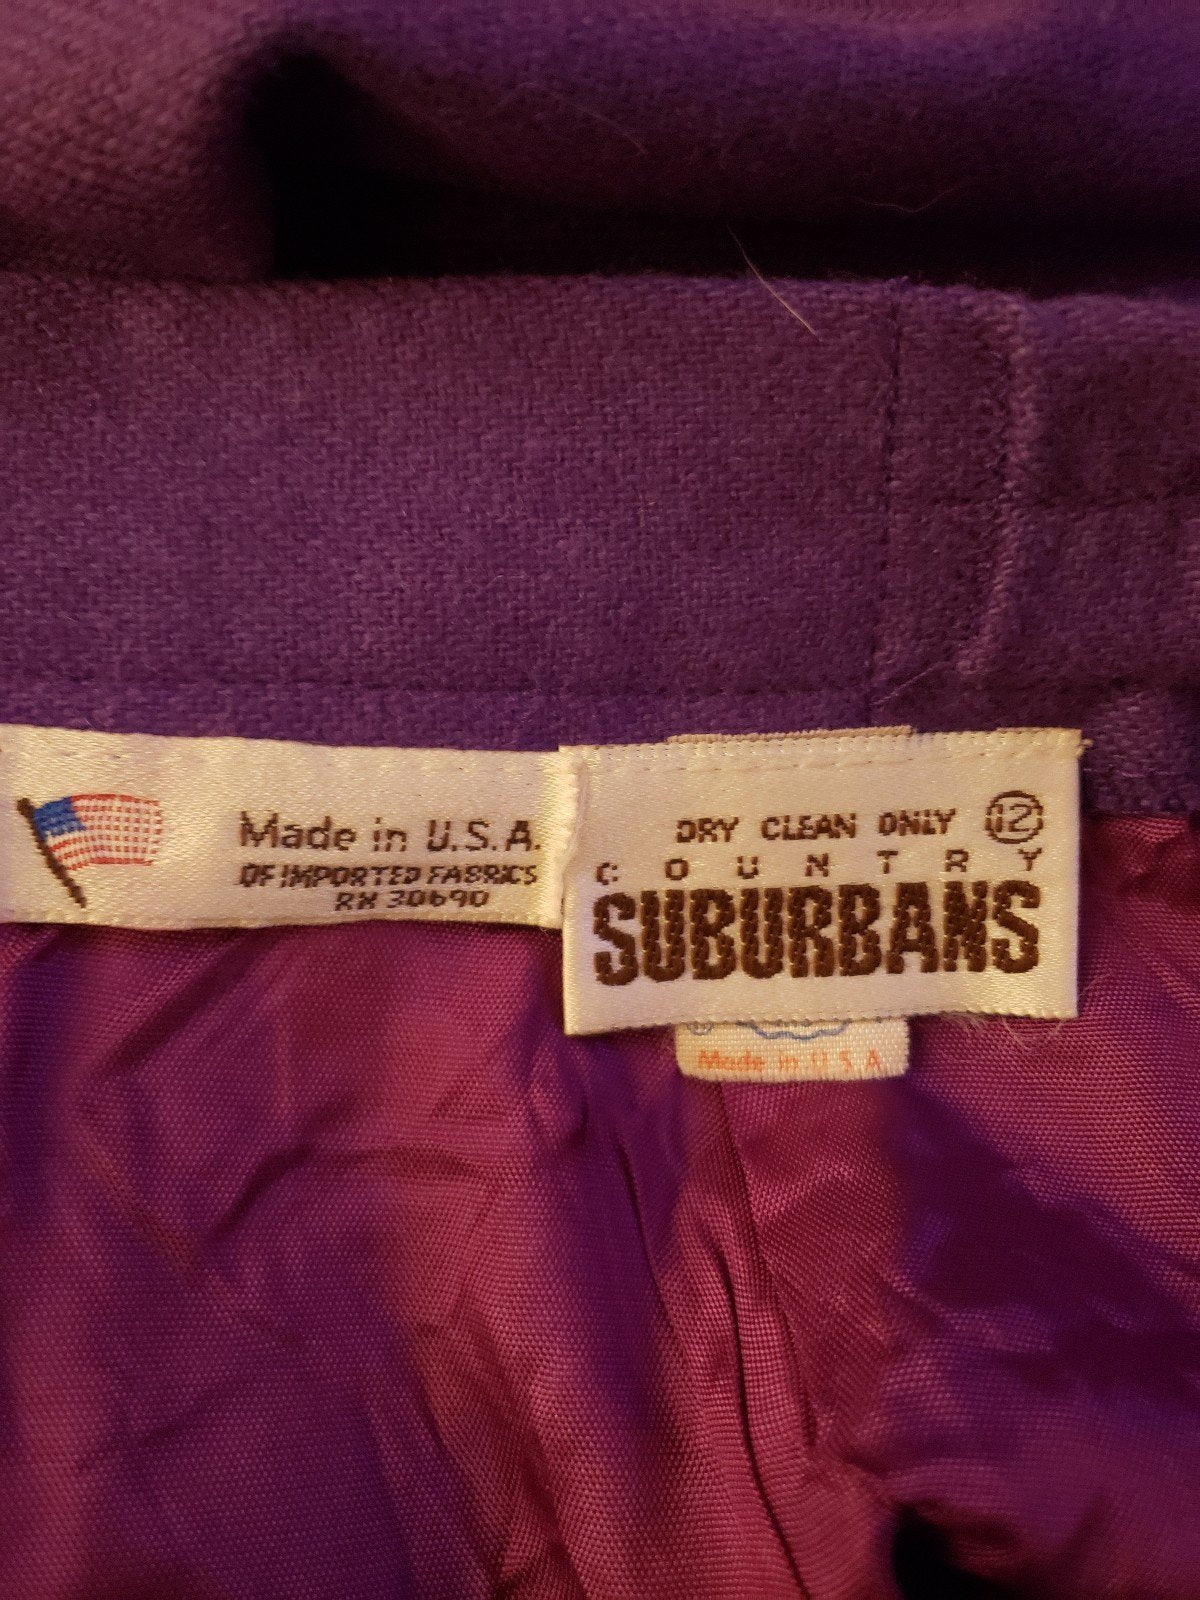 Made in U.S.A.
OF IMPORTED FABRICS
RN 30690
DRY CLEAN ONLY 12
COUNTRY
SUBURBANS
Made in U.S.A